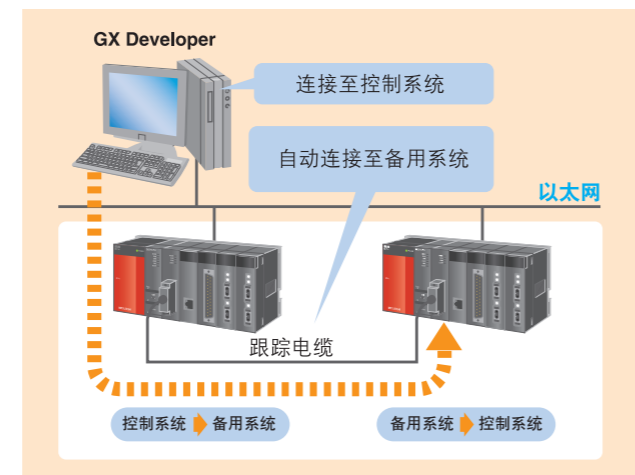 GX Developer
连接至控制系统
自动连接至备用系统
以太网
跟踪电缆
控制系统 备用系统
备用系统 控制系统